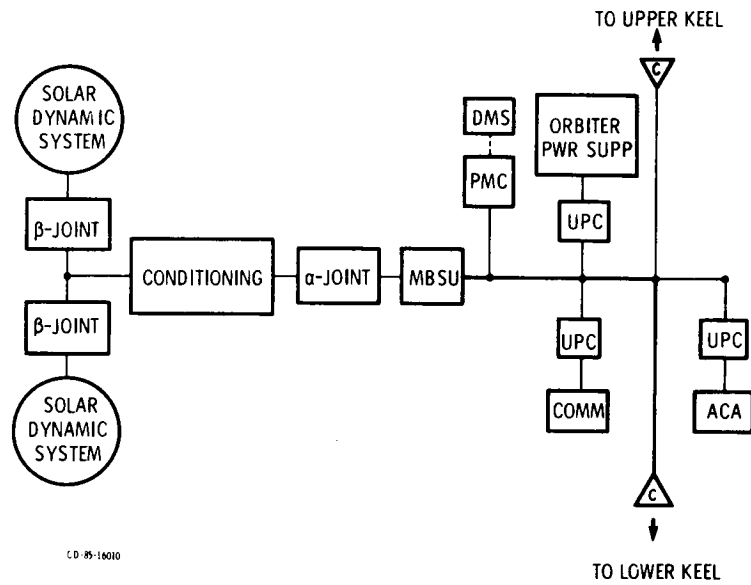 TO UPPER KEEL
C
SOLAR
DYNAMIC
SYSTEM
DMS
ORBITER
PWR SUPP
PMC
β-JOINT
UPC
CONDITIONING
α-JOINT
MBSU
β-JOINT
UPC
UPC
SOLAR
DYNAMIC
SYSTEM
COMM
ACA
C
CD-85-16010
TO LOWER KEEL